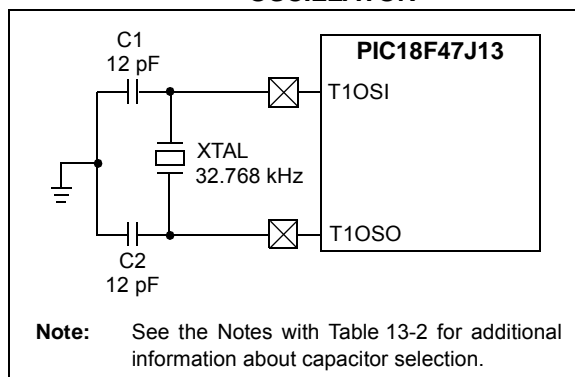 OSCILLATOR
C1
12 pF
PIC18F47J13
T1OSI
XTAL
32.768 kHz
T1OSO
C2
12 pF
Note: See the Notes with Table 13-2 for additional
information about capacitor selection.